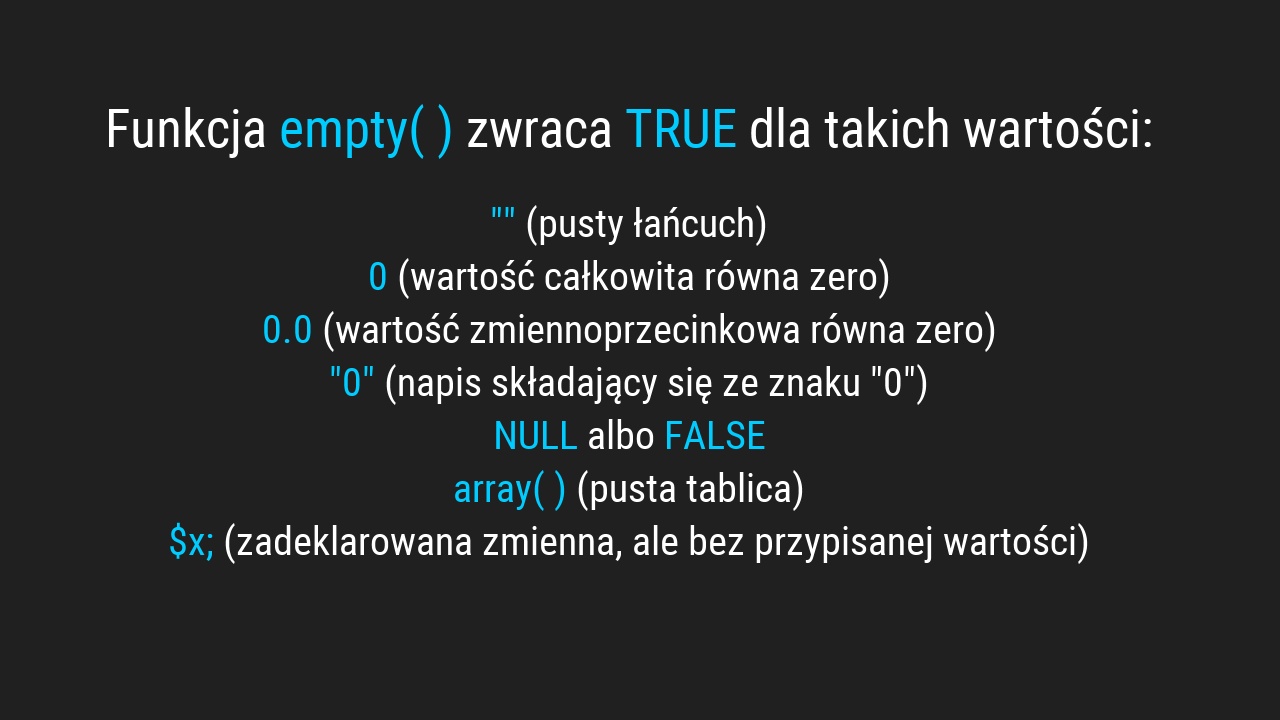 Funkcja empty( ) zwraca TRUE dla takich wartości:
"" (pusty łańcuch)
0 (wartość całkowita równa zero)
0.0 (wartość zmiennoprzecinkowa równa zero)
"0" (napis składający się ze znaku "0")
NULL albo FALSE
array( ) (pusta tablica)
$x; (zadeklarowana zmienna, ale bez przypisanej wartości)